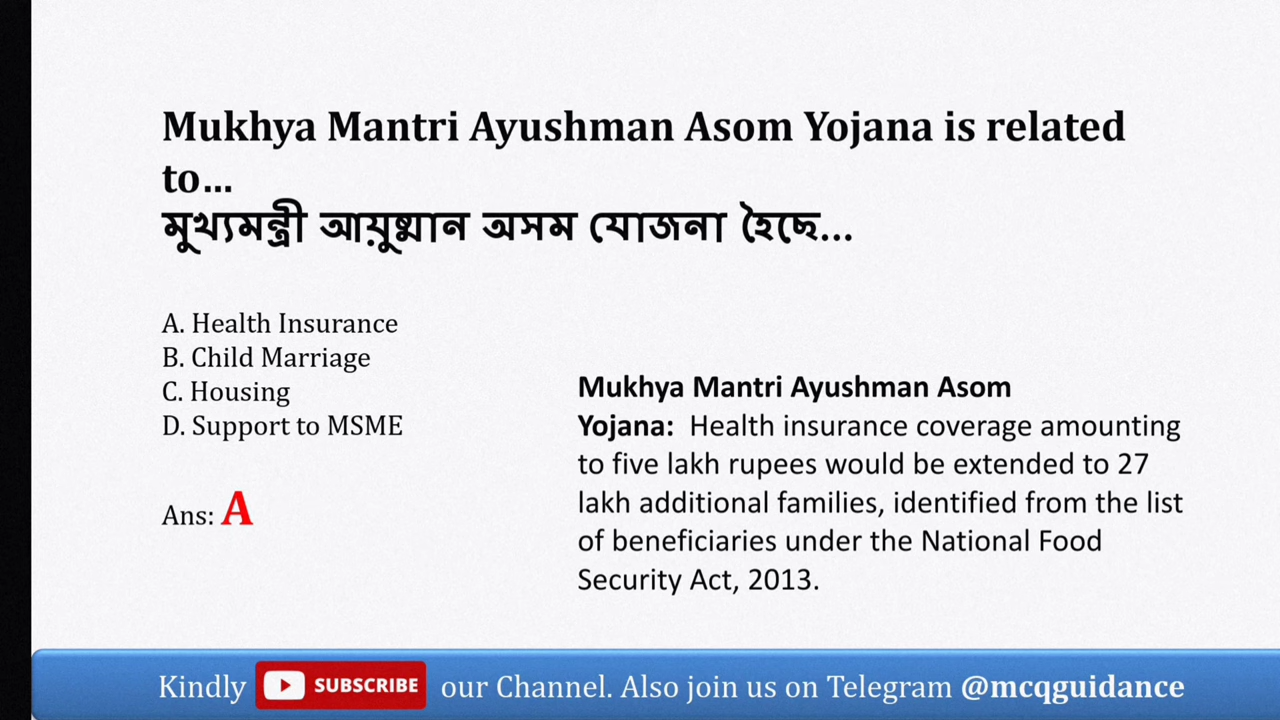 Mukhya Mantri Ayushman Asom Yojana is related
to...
মুখ্যমন্ত্ৰী আয়ুষ্মান অসম যোজনা হৈছে...
A. Health Insurance
B. Child Marriage
C. Housing
D. Support to MSME
Ans: A
Mukhya Mantri Ayushman Asom
Yojana: Health insurance coverage amounting
to five lakh rupees would be extended to 27
lakh additional families, identified from the list
of beneficiaries under the National Food
Security Act, 2013.
Kindly SUBSCRIBE our Channel. Also join us on Telegram @mcqguidance